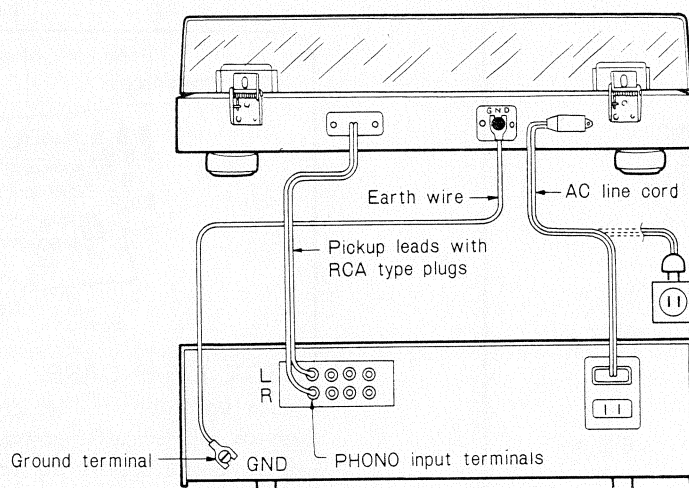 GND
Earth wire
AC line cord
Pickup leads with
RCA type plugs
L
R
Ground terminal
GND
PHONO input terminals